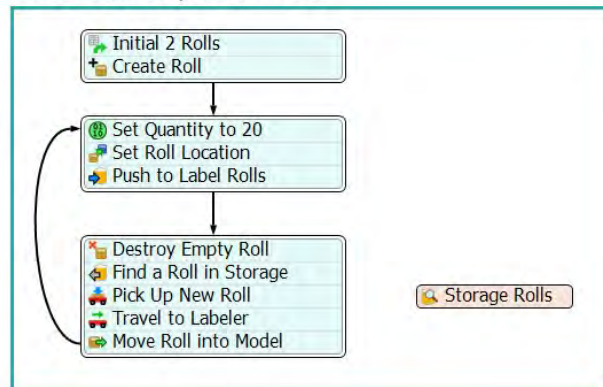 Initial 2 Rolls
Create Roll
Set Quantity to 20
Set Roll Location
Push to Label Rolls
Destroy Empty Roll
Find a Roll in Storage
Pick Up New Roll
Travel to Labeler
Move Roll into Model
Storage Rolls